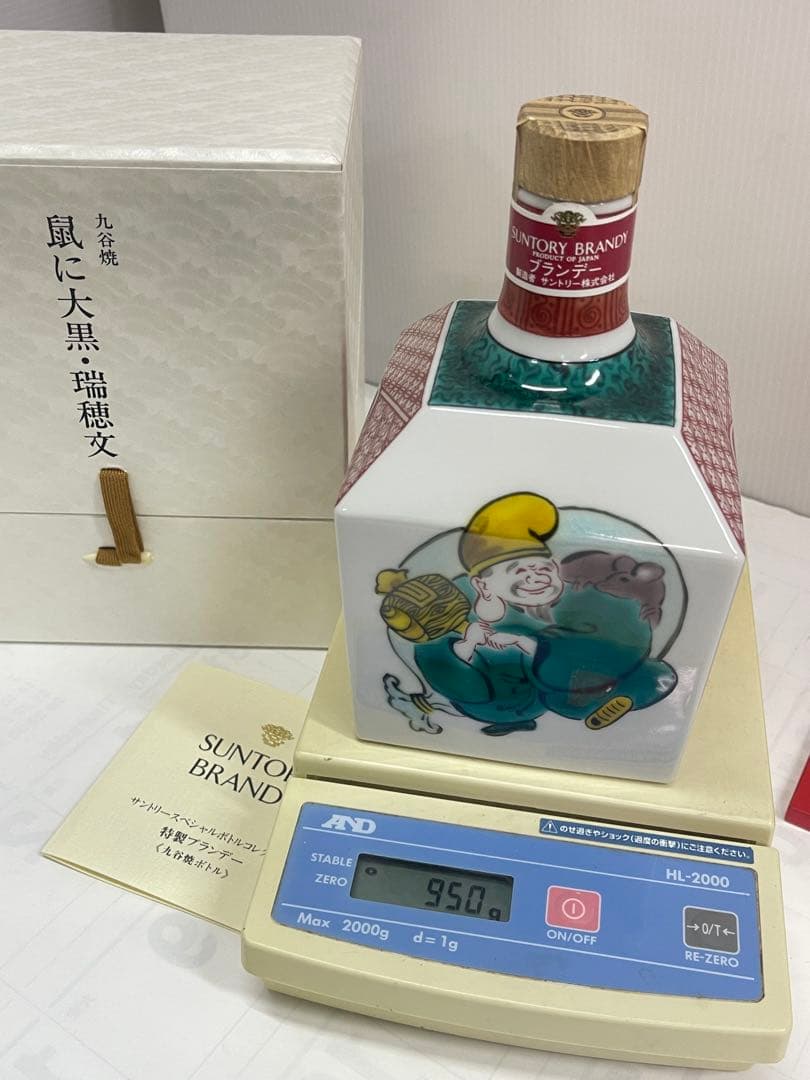 九谷焼
鼠に大黒・瑞穂文
SUNTORY BRANDY
PRODUCT OF JAPAN
ブランデー
製造者 サントリー株式会社
SUNTO
BRAND
サントリースペシャルボトルコレ
特製ブランデー
《九谷焼ボトル》
AND
のせ過ぎやショック(過度の衝撃)にご注意ください。
HL-2000
STABLE
ZERO
950g
ON/OFF
→0/T←
RE-ZERO
Max 2000g d=1g